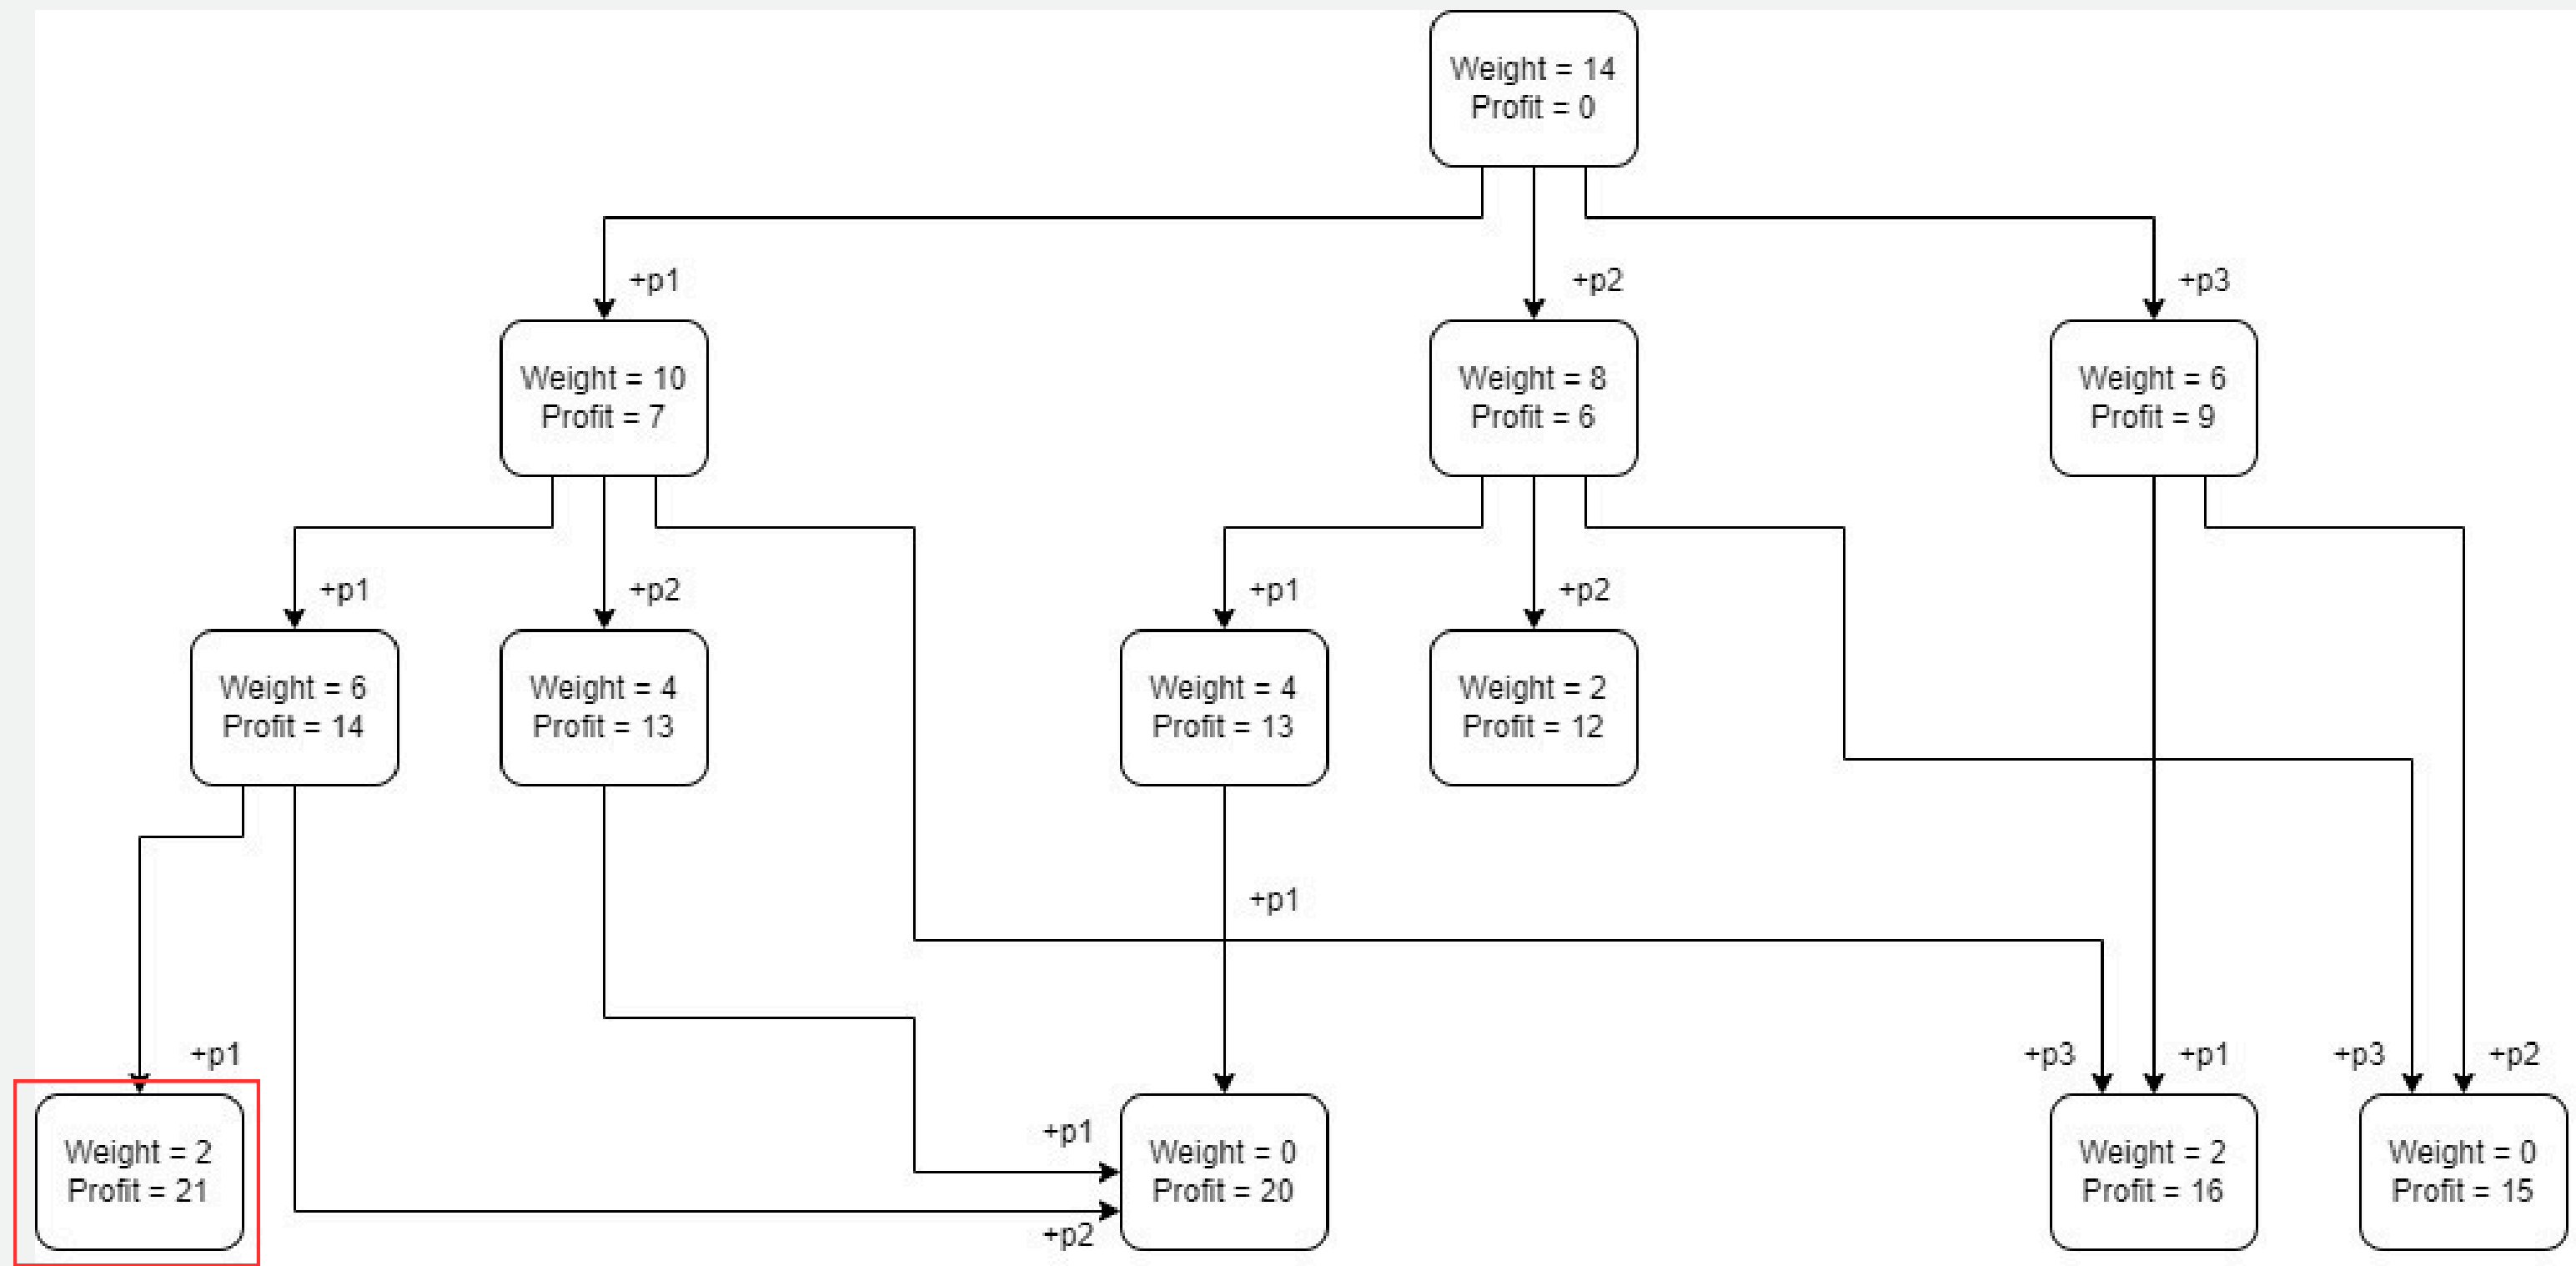 Weight = 14
Profit = 0
+p1
+p2
+p3
Weight = 10
Profit = 7
Weight = 8
Profit = 6
Weight = 6
Profit = 9
+p1
+p2
+p1
+p2
Weight = 6
Profit = 14
Weight = 4
Profit = 13
Weight = 4
Profit = 13
Weight = 2
Profit = 12
+p1
+p1
+p3
+p1
+p3
+p2
Weight = 2
Profit = 21
+p1
+p2
Weight = 0
Profit = 20
Weight = 2
Profit = 16
Weight = 0
Profit = 15